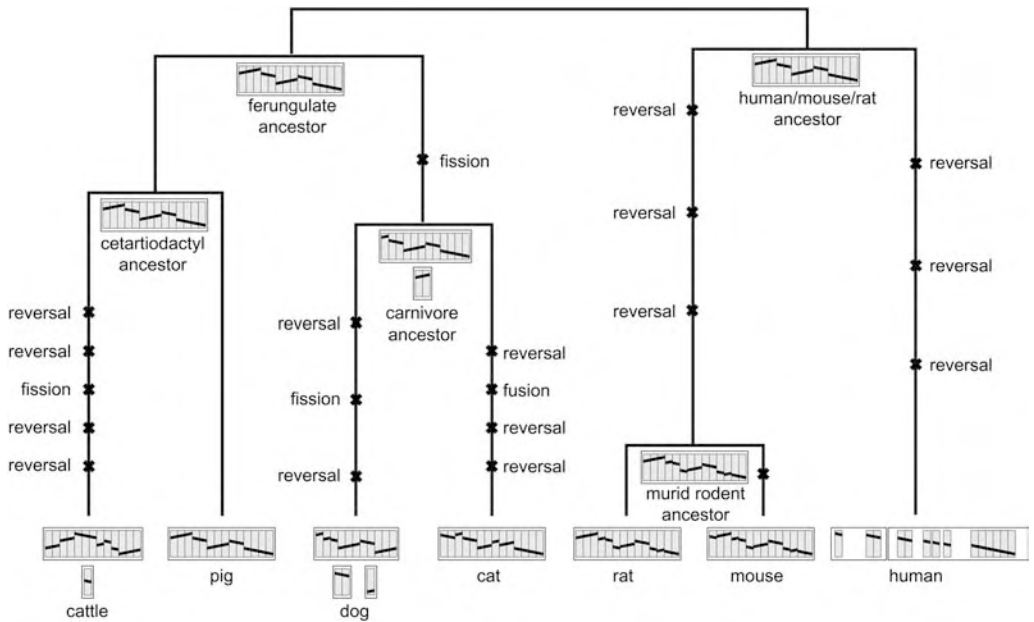 ferungulate
ancestor
human/mouse/rat
ancestor
reversal
fission
reversal
cetartiodactyl
ancestor
reversal
reversal
carnivore
ancestor
reversal
reversal
reversal
reversal
reversal
reversal
reversal
fission
fission
fusion
reversal
reversal
reversal
reversal
reversal
murid rodent
ancestor
cattle
pig
dog
cat
rat
mouse
human